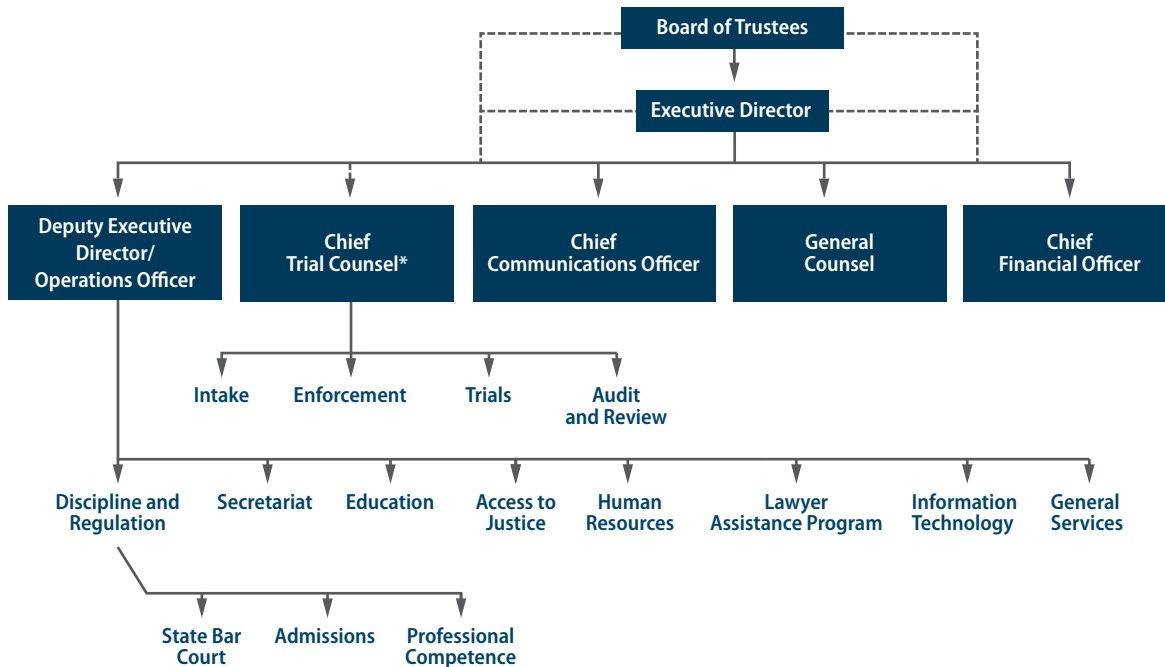 Board of Trustees
Executive Director
Deputy Executive
Director/
Operations Officer
Chief
Trial Counsel*
Chief
Communications Officer
General
Counsel
Chief
Financial Officer
Intake
Enforcement
Trials
Audit
and Review
Discipline and
Regulation
Secretariat
Education
Access to
Justice
Human
Resources
Lawyer
Assistance Program
Information
Technology
General
Services
State Bar
Court
Admissions
Professional
Competence